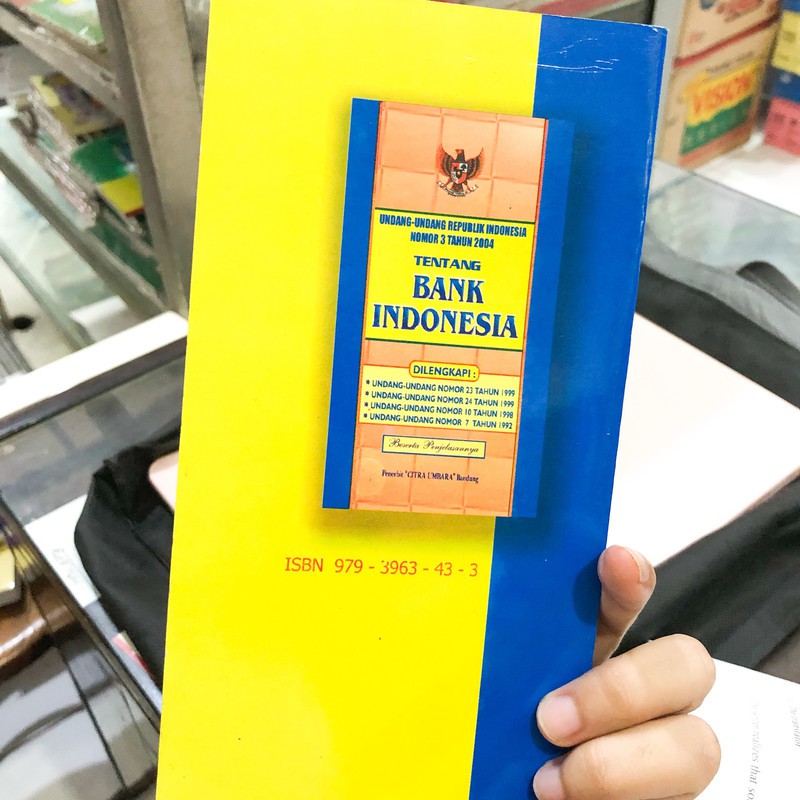 UNDANG-UNDANG REPUBLIK INDONESIA
NOMOR 3 TAHUN 2004
TENTANG
BANK
INDONESIA
DILENGKAPI :
* UNDANG-UNDANG NOMOR 23 TAHUN 1999
* UNDANG-UNDANG NOMOR 24 TAHUN 1999
* UNDANG-UNDANG NOMOR 10 TAHUN 1998
* UNDANG-UNDANG NOMOR 7 TAHUN 1992
Beserta Penjelasannya
Penerbit "CITRA UMBARA" Bandung
ISBN 979 - 3963 - 43 - 3
VISION